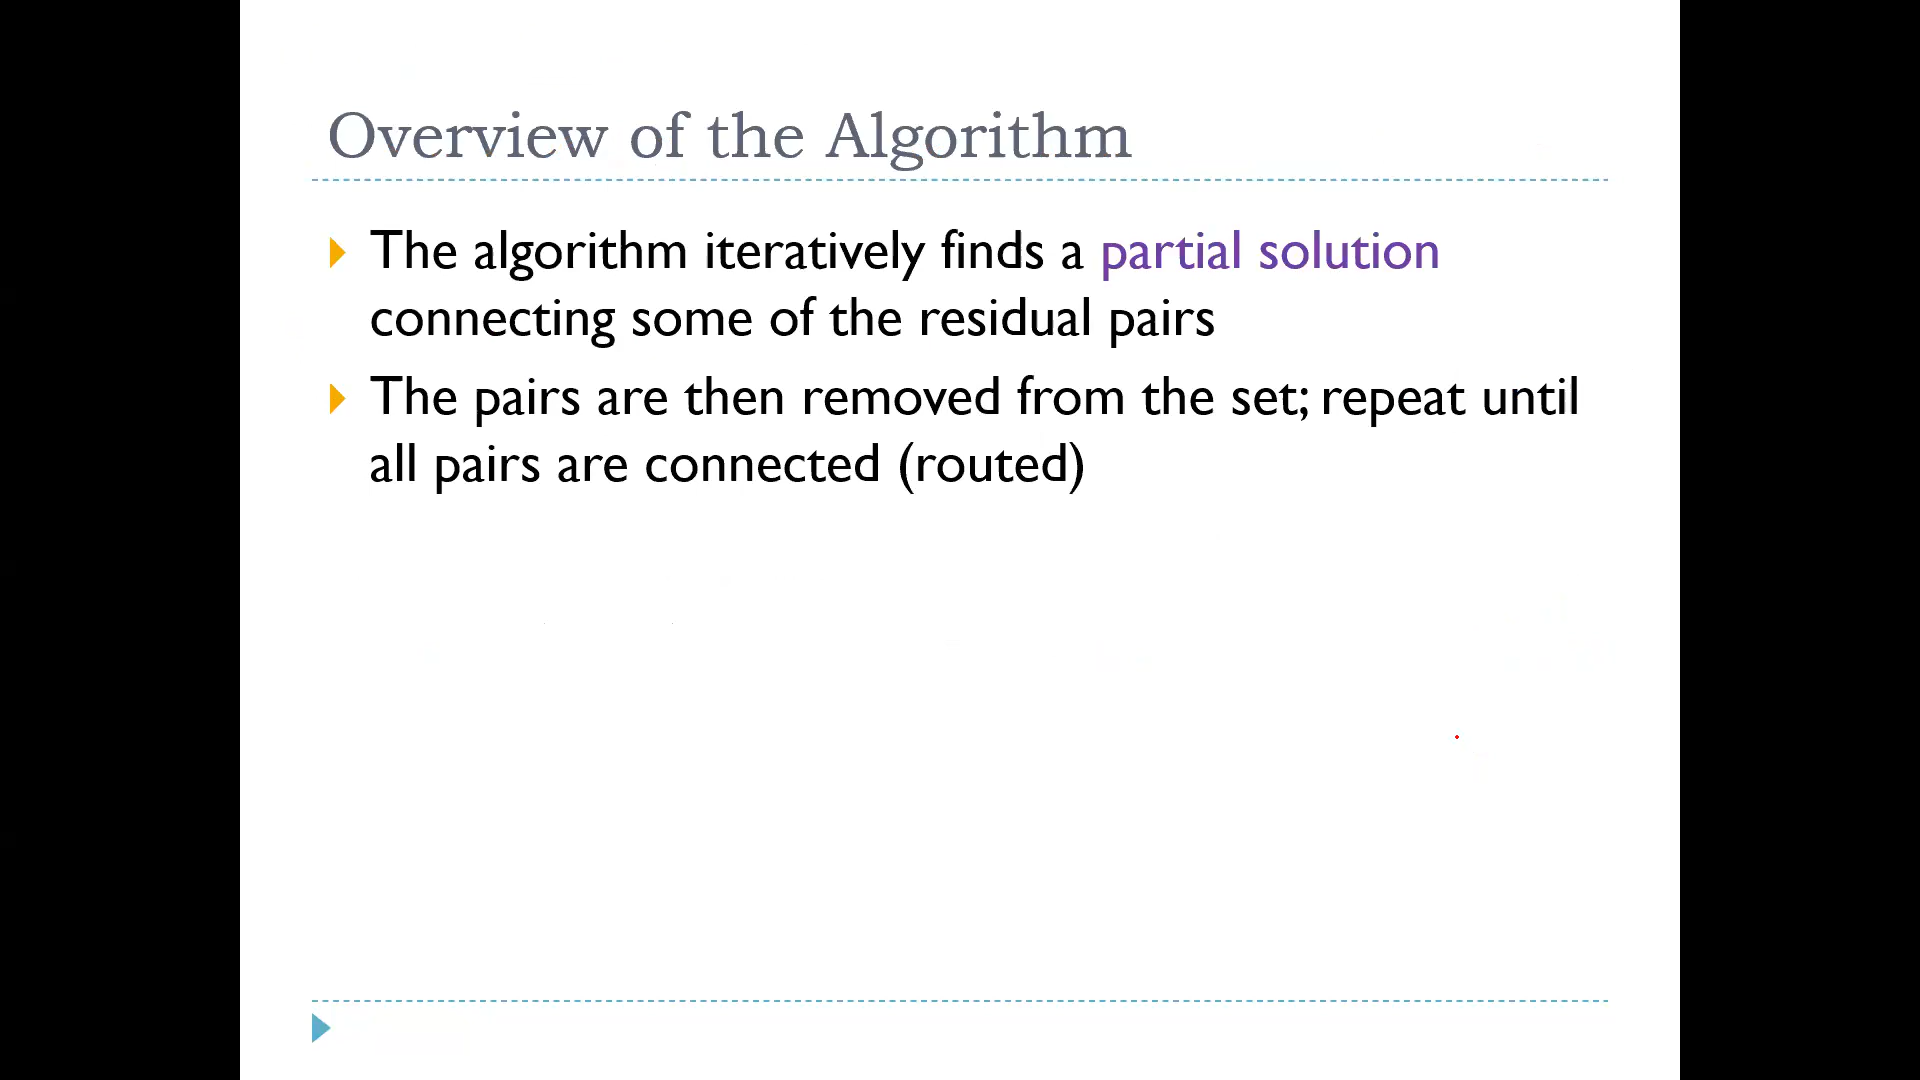 Overview of the Algorithm
The algorithm iteratively finds a partial solution
connecting some of the residual pairs
The pairs are then removed from the set; repeat until
all pairs are connected (routed)